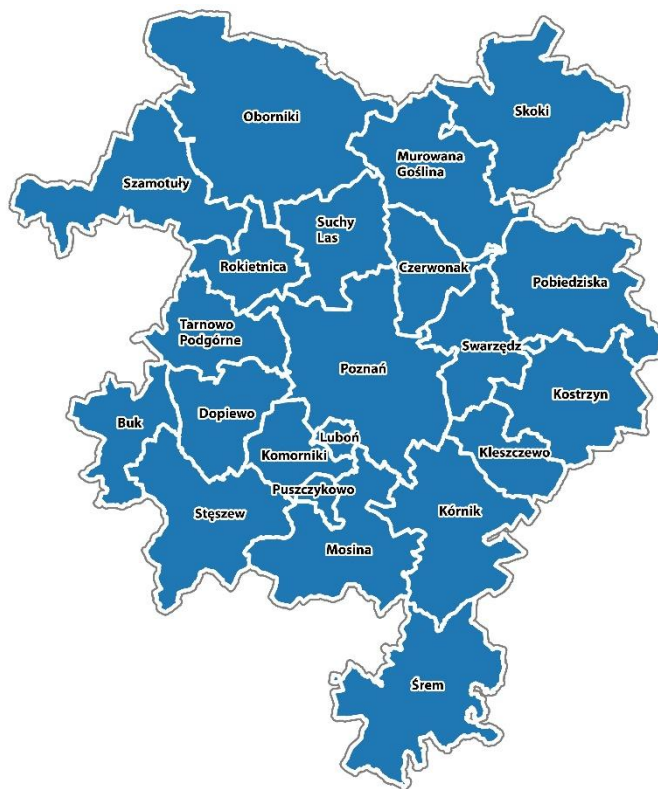 Oborniki
Skoki
Murowana
Goślina
Szamotuły
Suchy
Las
Rokietnica
Czerwonak
Pobiedziska
Tarnowo
Podgórne
Swarzędz
Poznań
Kostrzyn
Buk
Dopiewo
Luboń
Komorniki
Kleszczewo
Puszczykowo
Stęszew
Kórnik
Mosina
Śrem